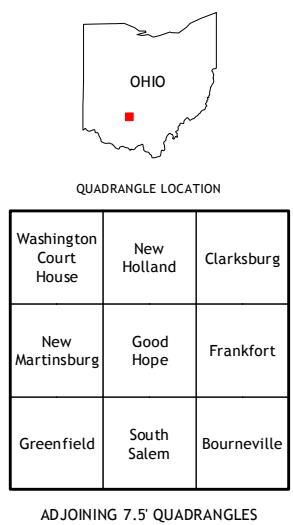 OHIO
QUADRANGLE LOCATION
Washington
Court
House
New
Holland
Clarksburg
New
Martinsburg
Good
Hope
Frankfort
Greenfield
South
Salem
Bourneville
ADJOINING 7.5' QUADRANGLES